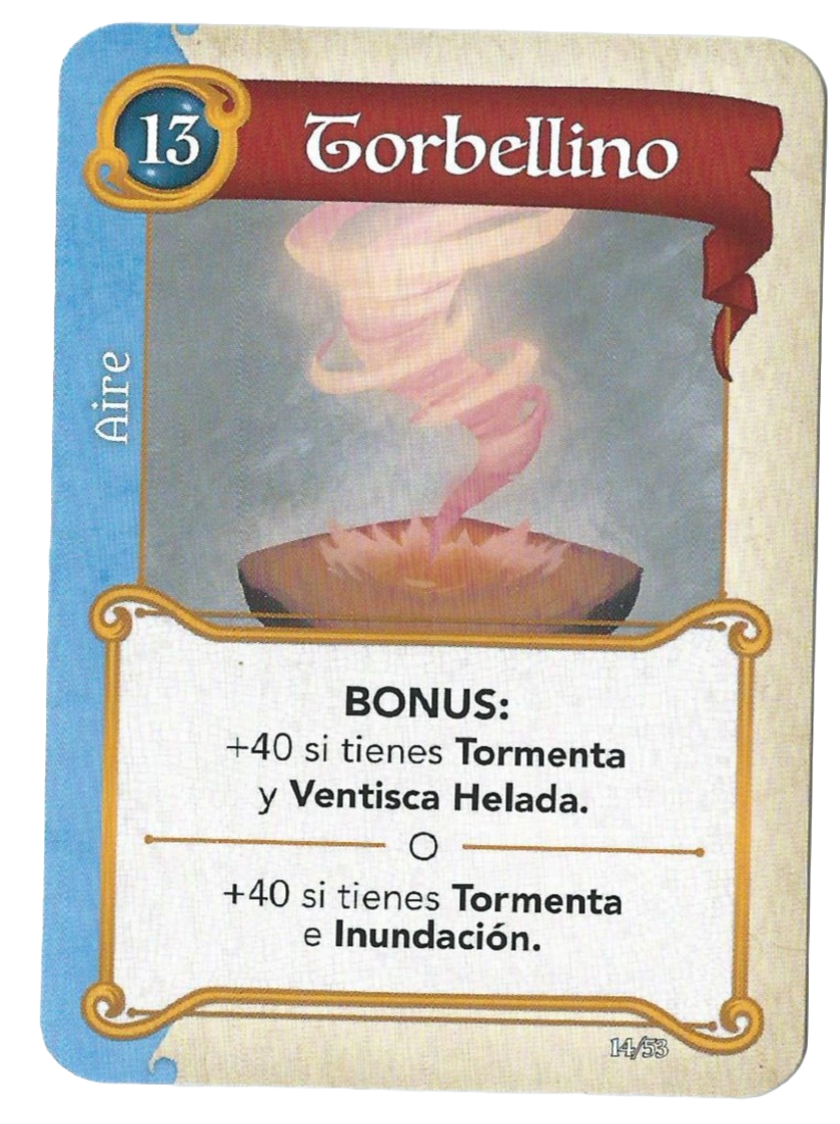 13
Torbellino
Aire
BONUS:
+40 si tienes Tormenta
y Ventisca Helada.
O
+40 si tienes Tormenta
e Inundación.
14/53